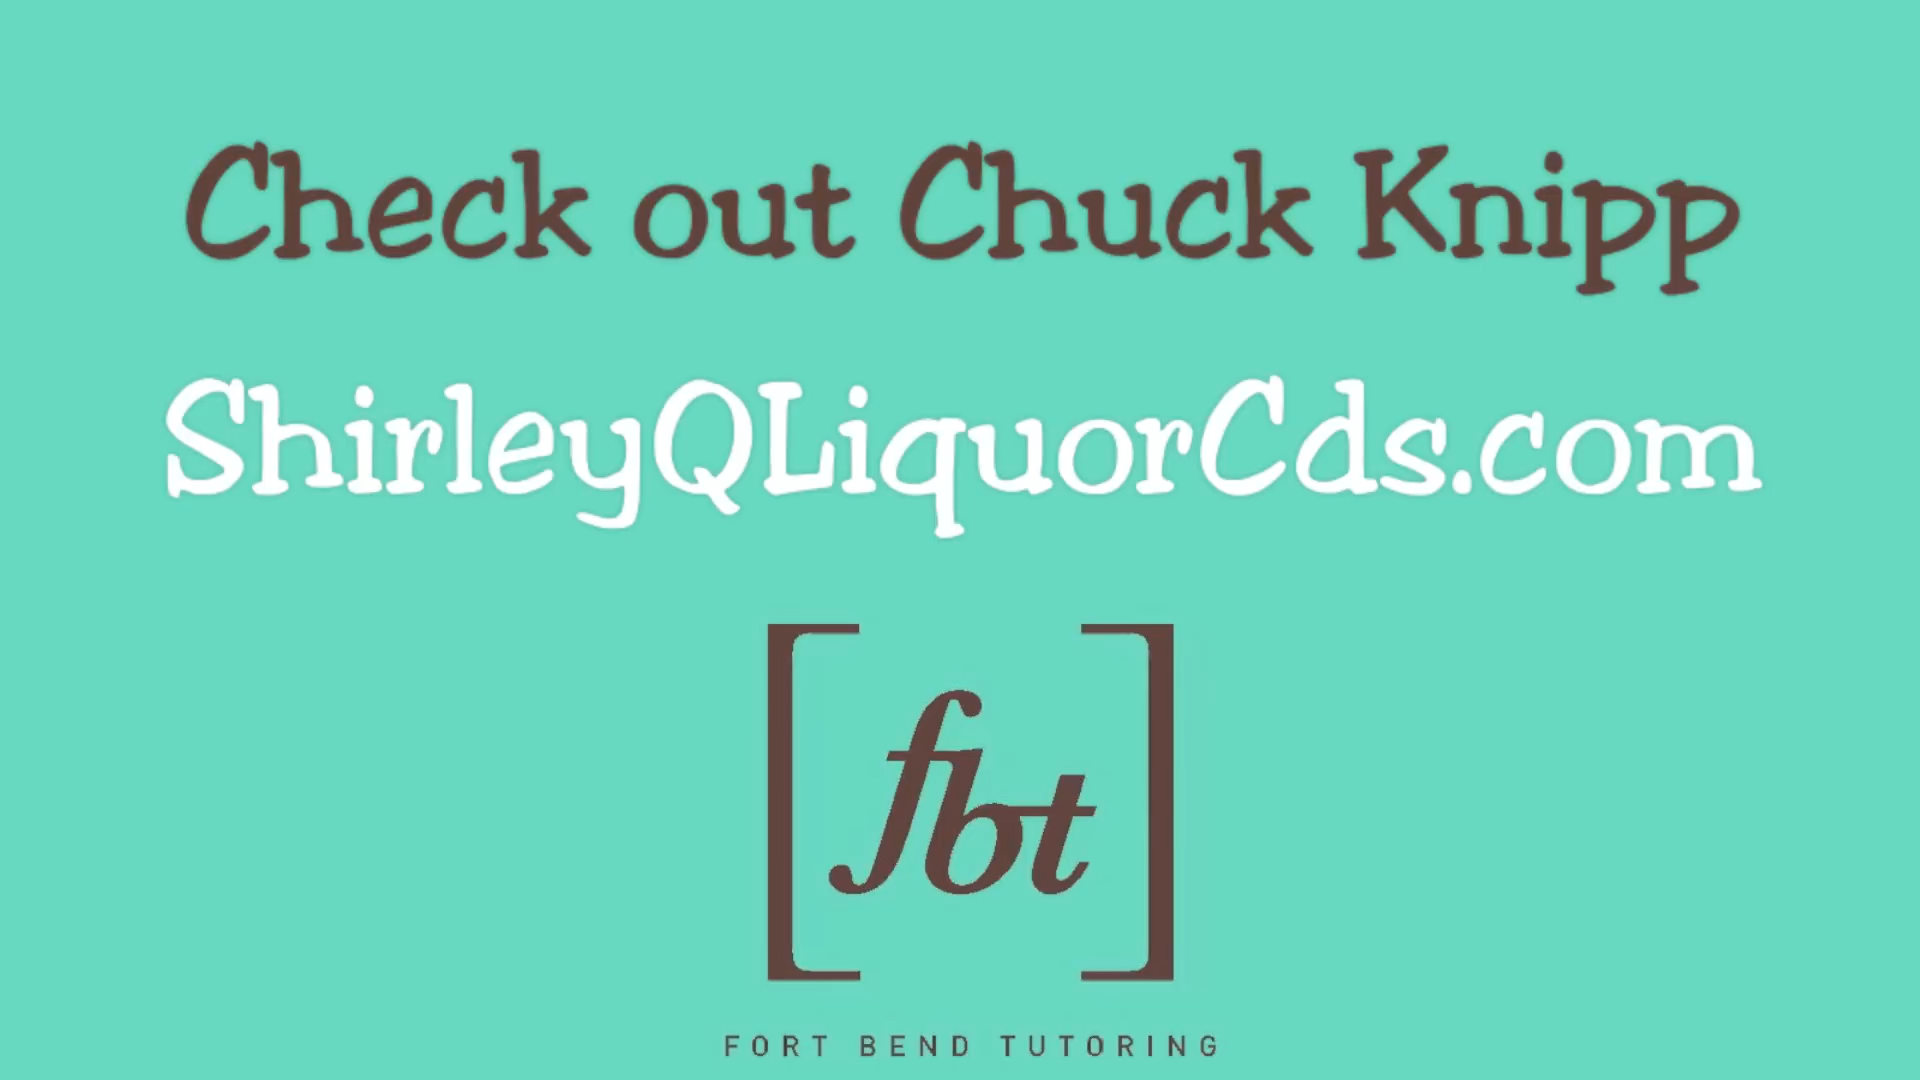 Check out Chuck Knipp
ShirleyQLiquorCds.com
[fbt]
FORT BEND TUTORING